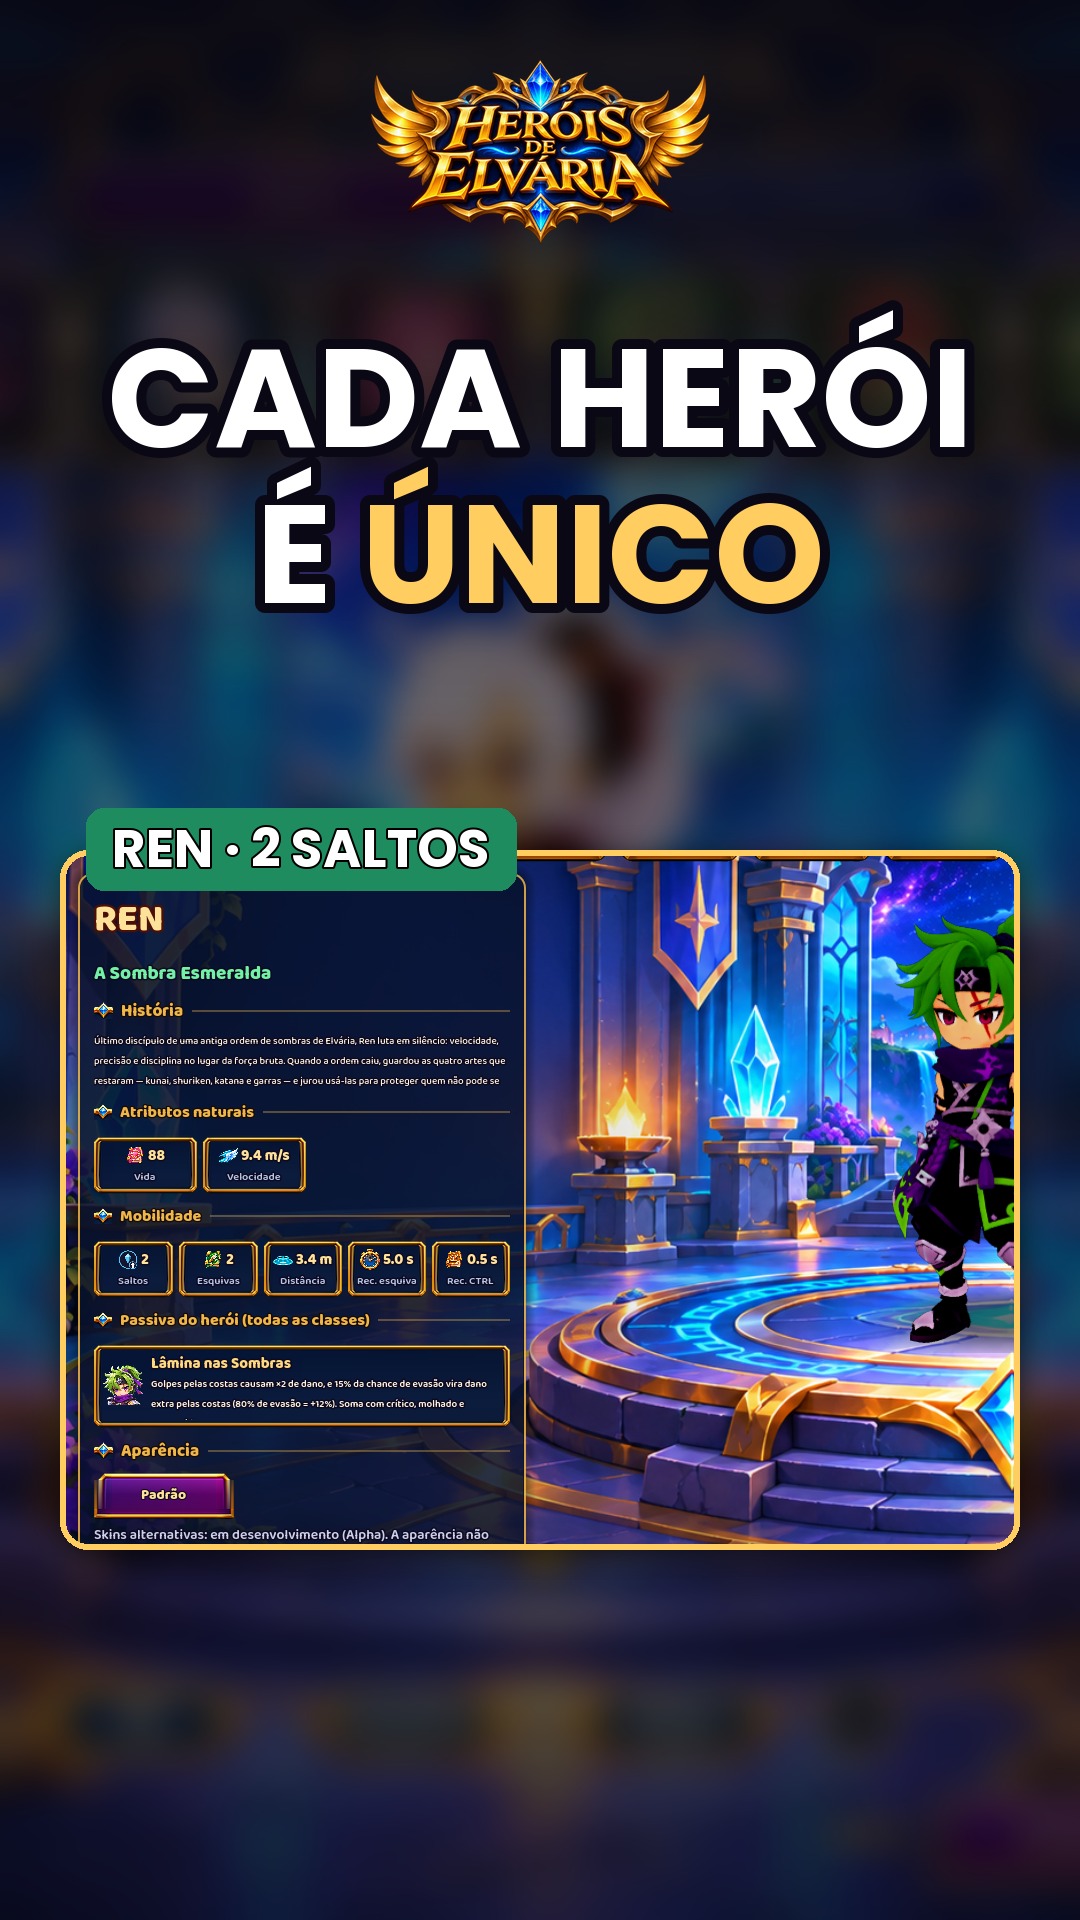 HERÓIS
DE
ELVÁRIA
CADA HERÓI
É ÚNICO
REN · 2 SALTOS
REN
A Sombra Esmeralda
História
Último discípulo de uma antiga ordem de sombras de Elvária, Ren luta em silêncio: velocidade,
precisão e disciplina no lugar da força bruta. Quando a ordem caiu, guardou as quatro artes que
restaram — kunai, shuriken, katana e garras — e jurou usá-las para proteger quem não pode se
Atributos naturais
88
Vida
9.4 m/s
Velocidade
Mobilidade
2
Saltos
2
Esquivas
3.4 m
Distância
5.0 s
Rec. esquiva
0.5 s
Rec. CTRL
Passiva do herói (todas as classes)
Lâmina nas Sombras
Golpes pelas costas causam ×2 de dano, e 15% da chance de evasão vira dano
extra pelas costas (80% de evasão = +12%). Soma com crítico, molhado e
Aparência
Padrão
Skins alternativas: em desenvolvimento (Alpha). A aparência não